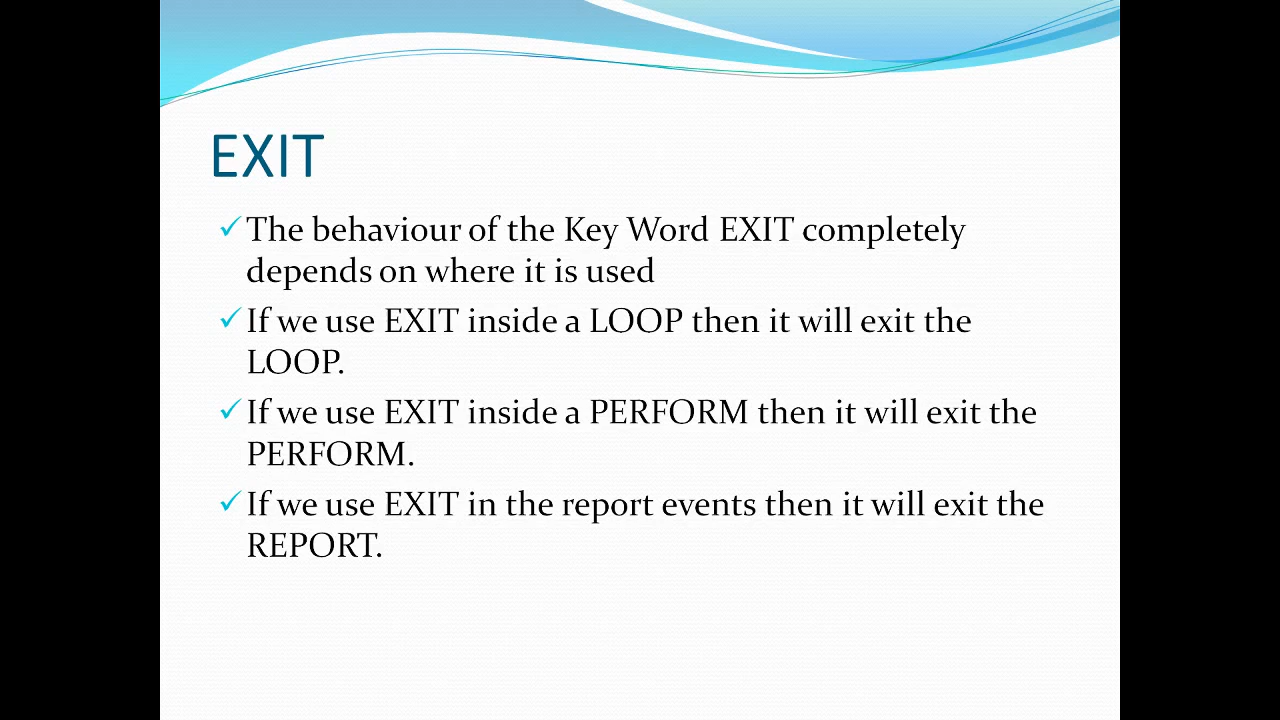 EXIT
The behaviour of the Key Word EXIT completely
depends on where it is used
If we use EXIT inside a LOOP then it will exit the
LOOP.
If we use EXIT inside a PERFORM then it will exit the
PERFORM.
If we use EXIT in the report events then it will exit the
REPORT.